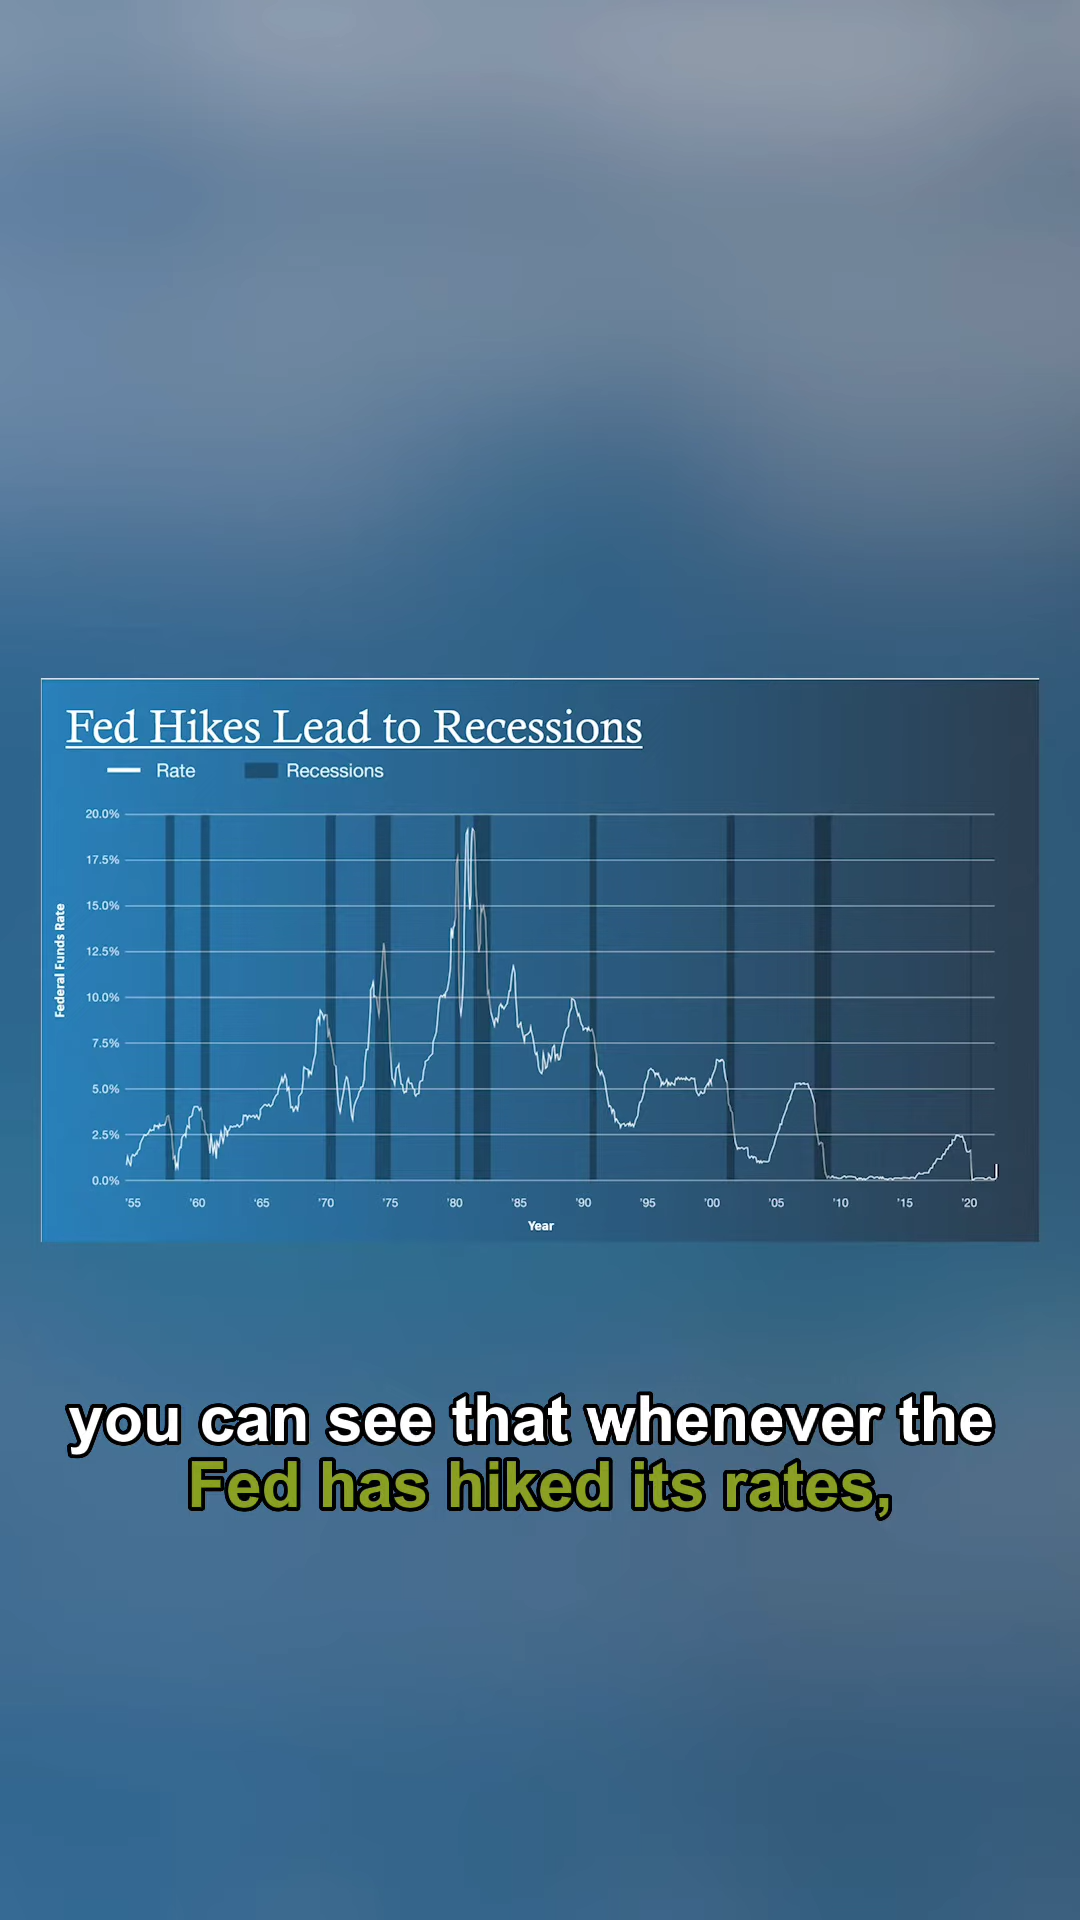 Fed Hikes Lead to Recessions
Rate Recessions
20.0%
17.5%
15.0%
12.5%
10.0%
7.5%
5.0%
2.5%
0.0%
Federal Funds Rate
'55 '60 '65 '70 '75 '80 '85 '90 '95 '00 '05 '10 '15 '20
Year
you can see that whenever the
Fed has hiked its rates,